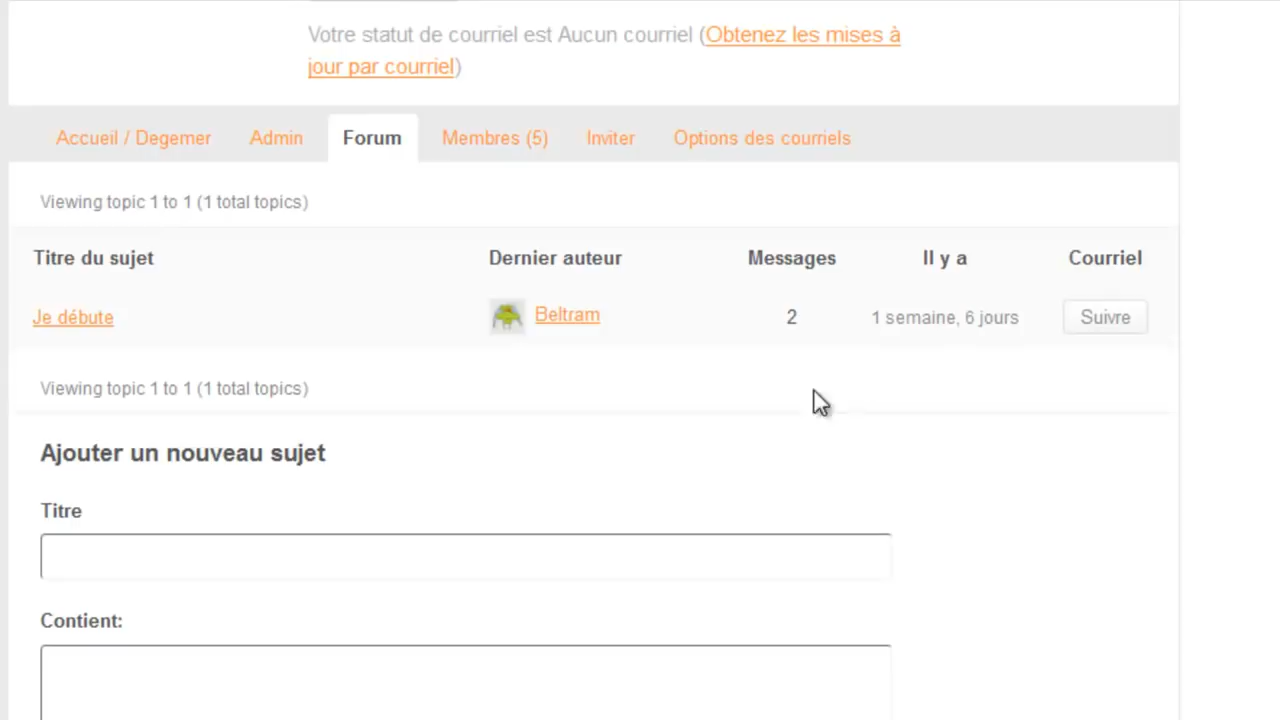 Votre statut de courriel est Aucun courriel (Obtenez les mises à
jour par courriel)
Accueil / Degemer Admin Forum Membres (5) Inviter Options des courriels
Viewing topic 1 to 1 (1 total topics)
Titre du sujet Dernier auteur Messages Il y a Courriel
Je débute Beltram 2 1 semaine, 6 jours Suivre
Viewing topic 1 to 1 (1 total topics)
Ajouter un nouveau sujet
Titre
Contient: